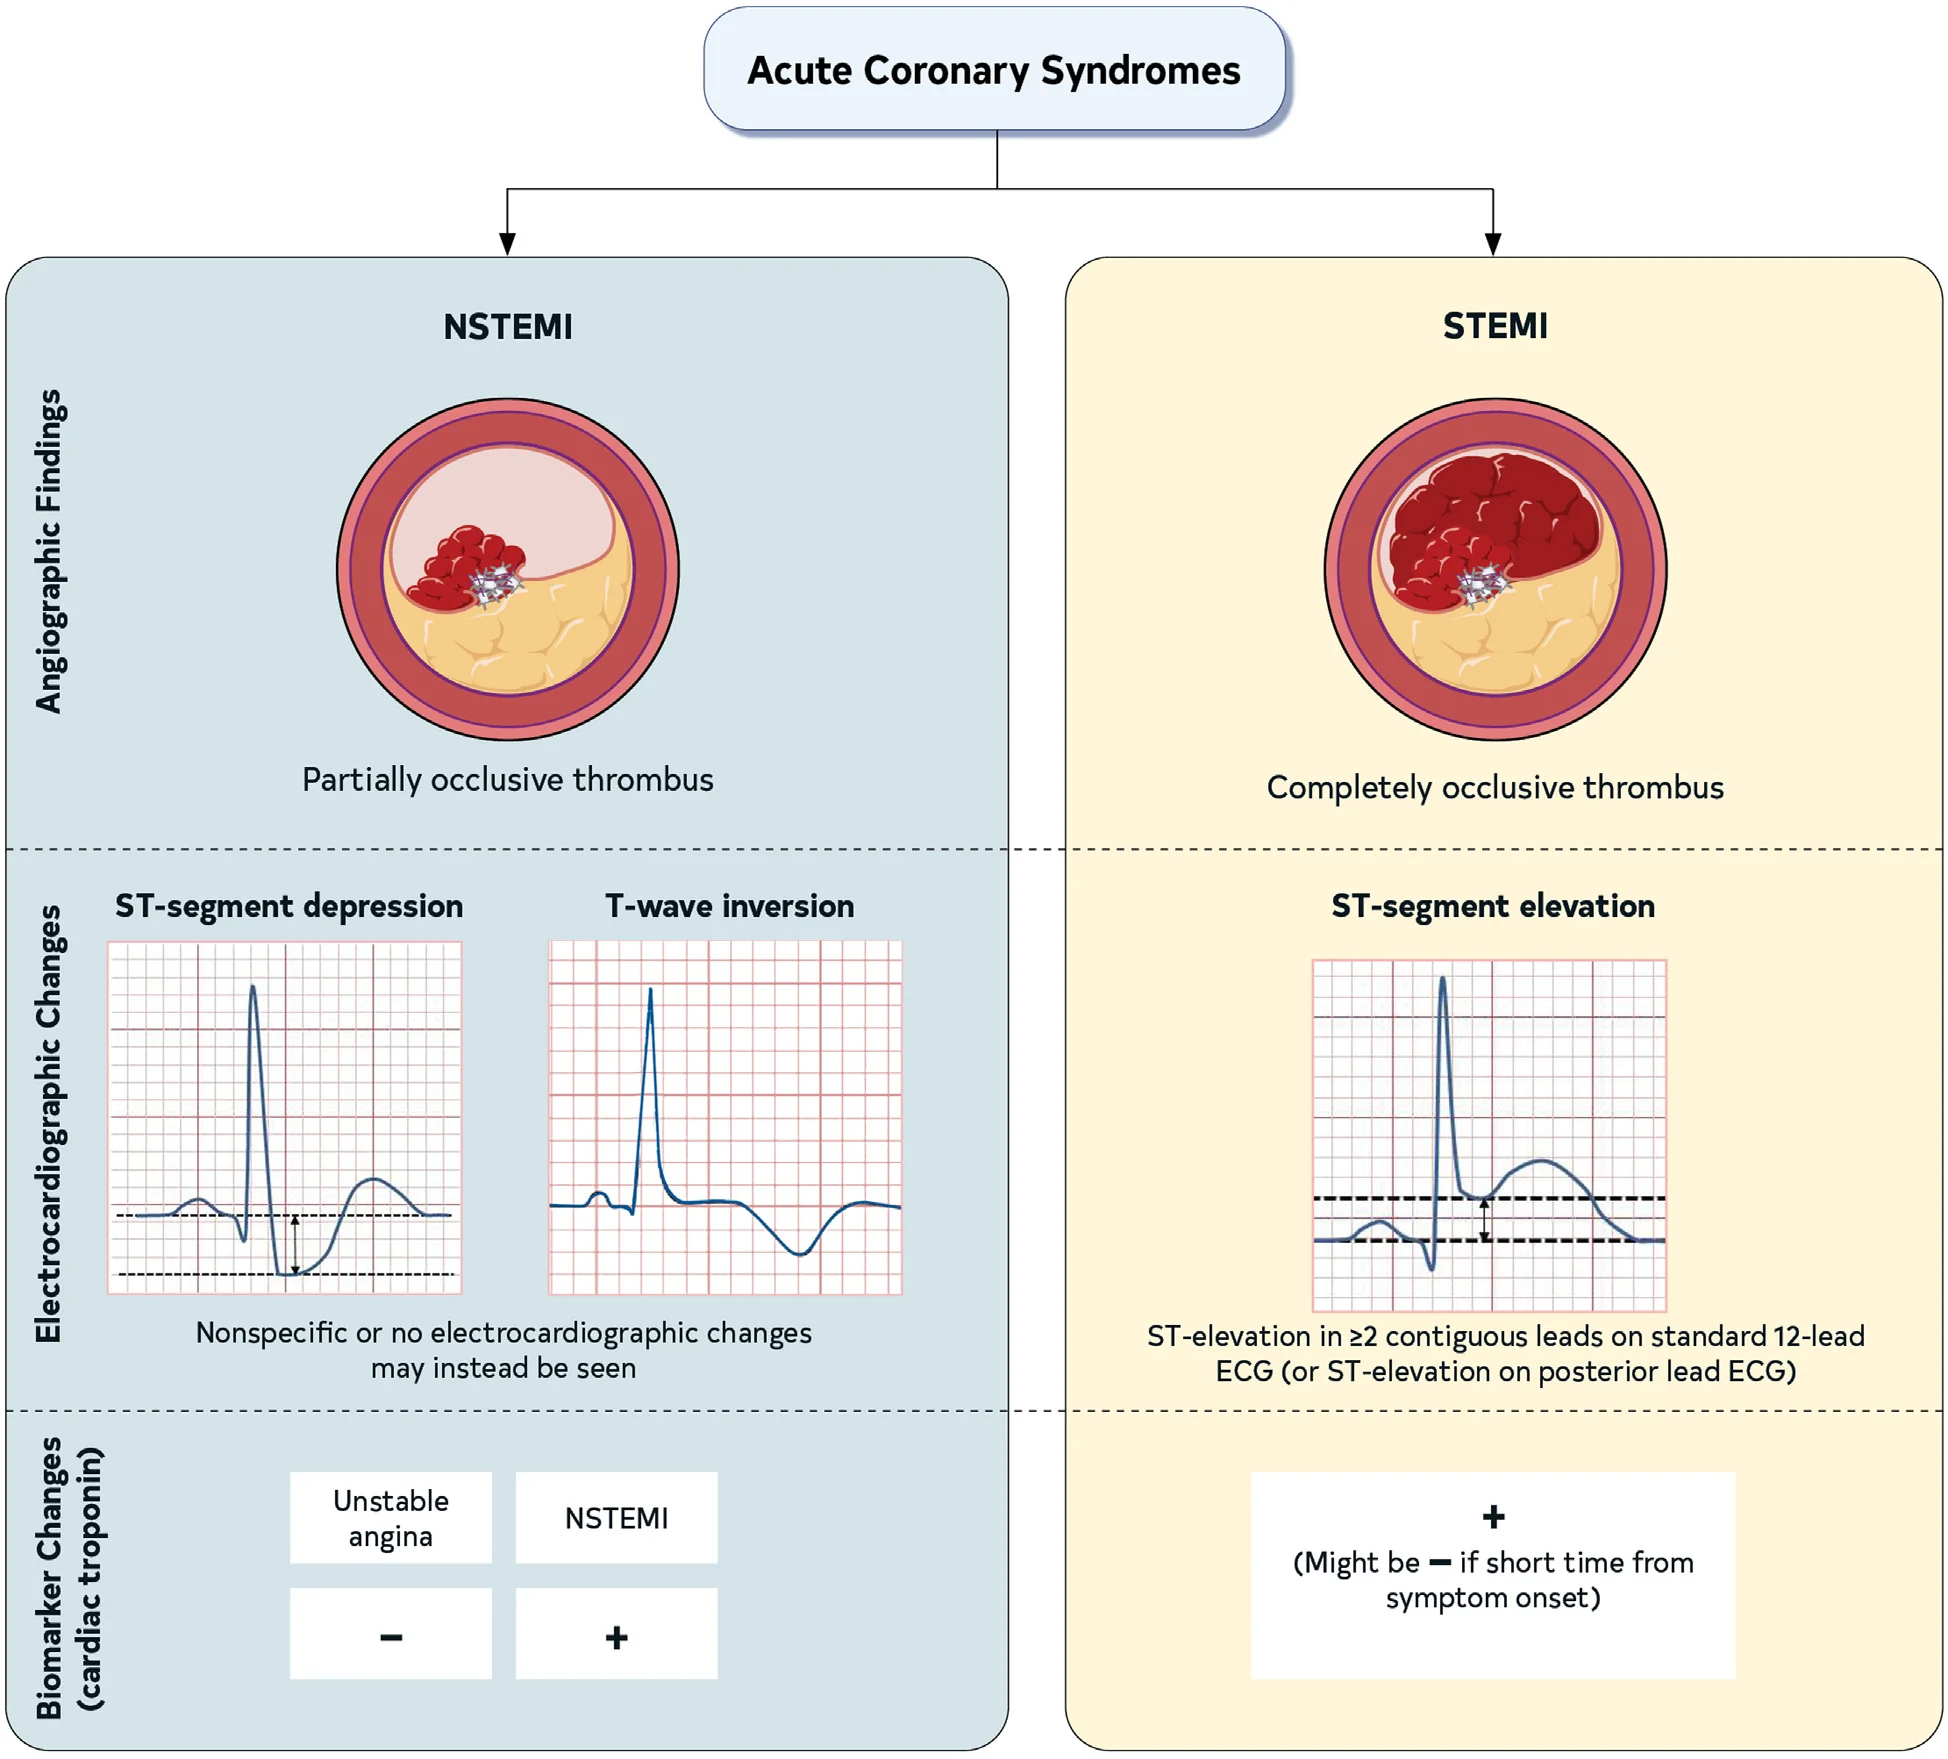 Acute Coronary Syndromes
NSTEMI
STEMI
Angiographic Findings
Partially occlusive thrombus
Completely occlusive thrombus
Electrocardiographic Changes
ST-segment depression
T-wave inversion
ST-segment elevation
Nonspecific or no electrocardiographic changes
may instead be seen
ST-elevation in ≥2 contiguous leads on standard 12-lead
ECG (or ST-elevation on posterior lead ECG)
Biomarker Changes
(cardiac troponin)
Unstable
angina
NSTEMI
−
+
+
(Might be − if short time from
symptom onset)